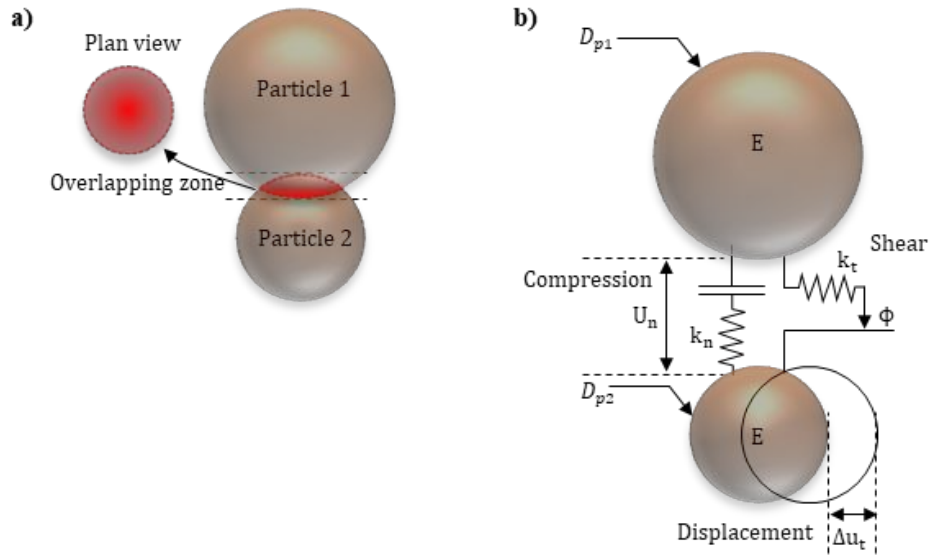 a)
Plan view
Particle 1
Overlapping zone
Particle 2
b)
Dp1
E
Shear
kt
Compression
Un
kn
ϕ
Dp2
E
Displacement
Δut